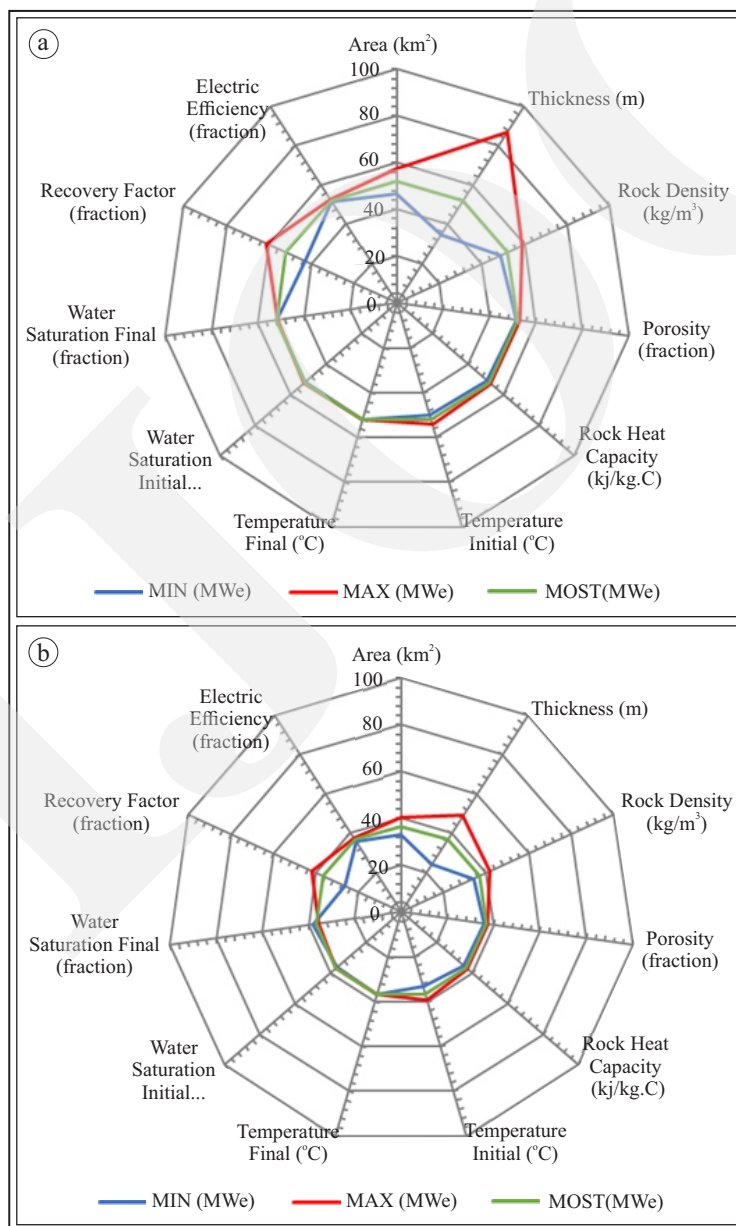 a
Area (km²)
100
80
60
40
20
0
Thickness (m)
Rock Density
(kg/m³)
Porosity
(fraction)
Rock Heat
Capacity
(kj/kg.C)
Temperature
Initial (°C)
Temperature
Final (°C)
Water
Saturation
Initial...
Water
Saturation Final
(fraction)
Recovery Factor
(fraction)
Electric
Efficiency
(fraction)
MIN (MWe) MAX (MWe) MOST(MWe)
b
Area (km²)
100
80
60
40
20
0
Thickness (m)
Rock Density
(kg/m³)
Porosity
(fraction)
Rock Heat
Capacity
(kj/kg.C)
Temperature
Initial (°C)
Temperature
Final (°C)
Water
Saturation
Initial...
Water
Saturation Final
(fraction)
Recovery Factor
(fraction)
Electric
Efficiency
(fraction)
MIN (MWe) MAX (MWe) MOST(MWe)